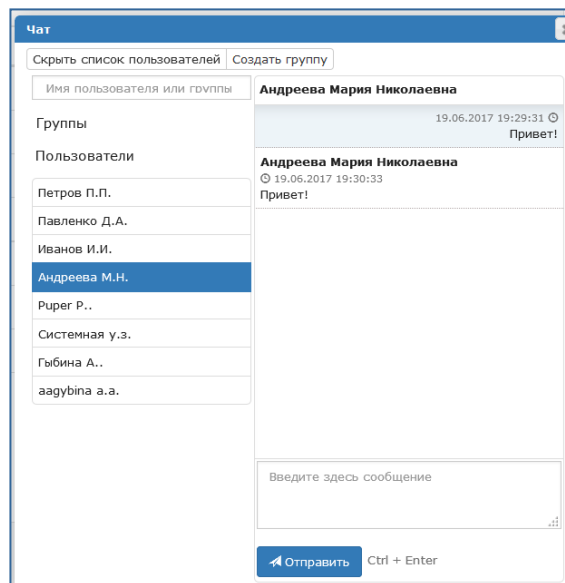 Чат
Скрыть список пользователей Создать группу
Имя пользователя или группы
Группы
Пользователи
Петров П.П.
Павленко Д.А.
Иванов И.И.
Андреева М.Н.
Puper P..
Системная у.з.
Гыбина А..
aagybina a.a.
Андреева Мария Николаевна
19.06.2017 19:29:31
Привет!
Андреева Мария Николаевна
19.06.2017 19:30:33
Привет!
Введите здесь сообщение
Отправить Ctrl + Enter